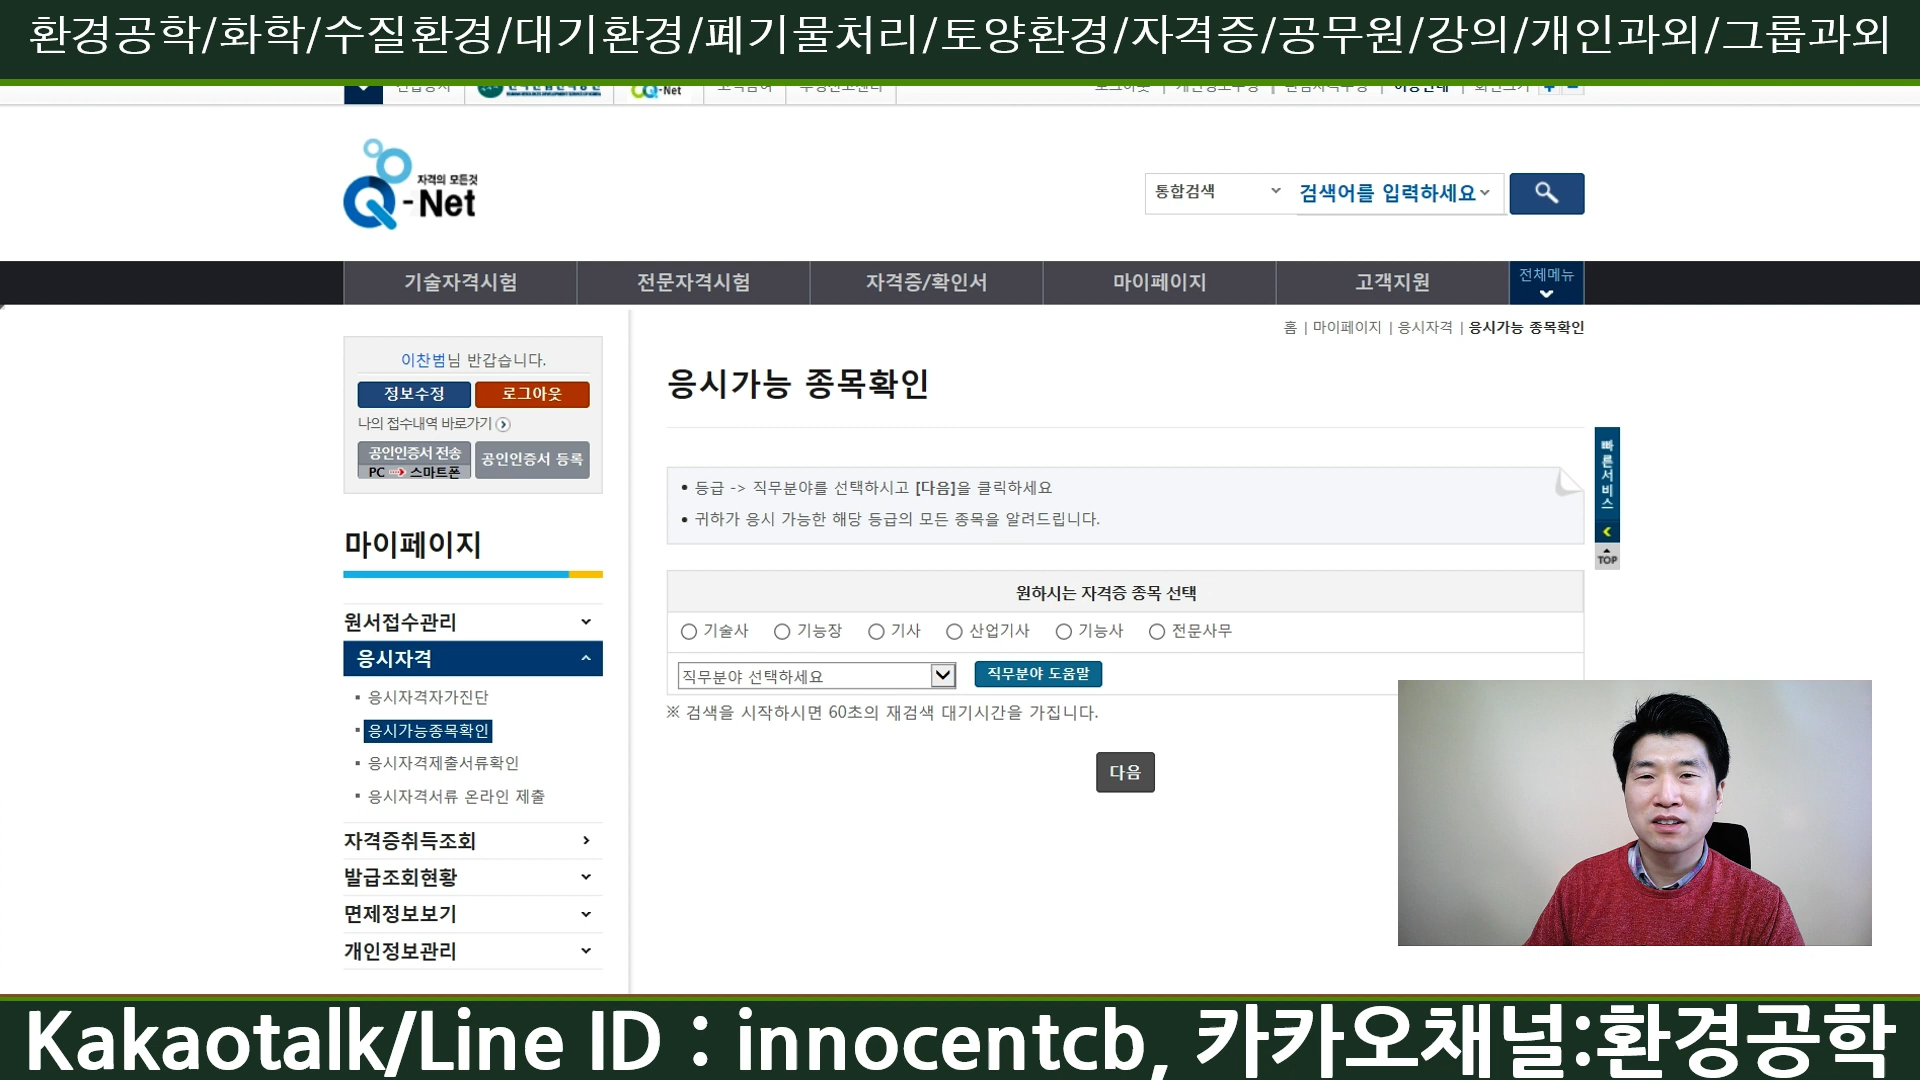 환경공학/화학/수질환경/대기환경/폐기물처리/토양환경/자격증/공무원/강의/개인과외/그룹과외
Q-Net
자격의 모든것
Q-Net
통합검색
검색어를 입력하세요
기술자격시험
전문자격시험
자격증/확인서
마이페이지
고객지원
전체메뉴
홈 | 마이페이지 | 응시자격 | 응시가능 종목확인
이찬범님 반갑습니다.
정보수정
로그아웃
나의 접수내역 바로가기
공인인증서 전송
PC 스마트폰
공인인증서 등록
마이페이지
원서접수관리
응시자격
응시자격자가진단
응시가능종목확인
응시자격제출서류확인
응시자격서류 온라인 제출
자격증취득조회
발급조회현황
면제정보보기
개인정보관리
응시가능 종목확인
• 등급 -> 직무분야를 선택하시고 [다음]을 클릭하세요
• 귀하가 응시 가능한 해당 등급의 모든 종목을 알려드립니다.
원하시는 자격증 종목 선택
기술사 기능장 기사 산업기사 기능사 전문사무
직무분야 선택하세요
직무분야 도움말
※ 검색을 시작하시면 60초의 재검색 대기시간을 가집니다.
다음
빠른서비스
TOP
Kakaotalk/Line ID : innocentcb, 카카오채널:환경공학